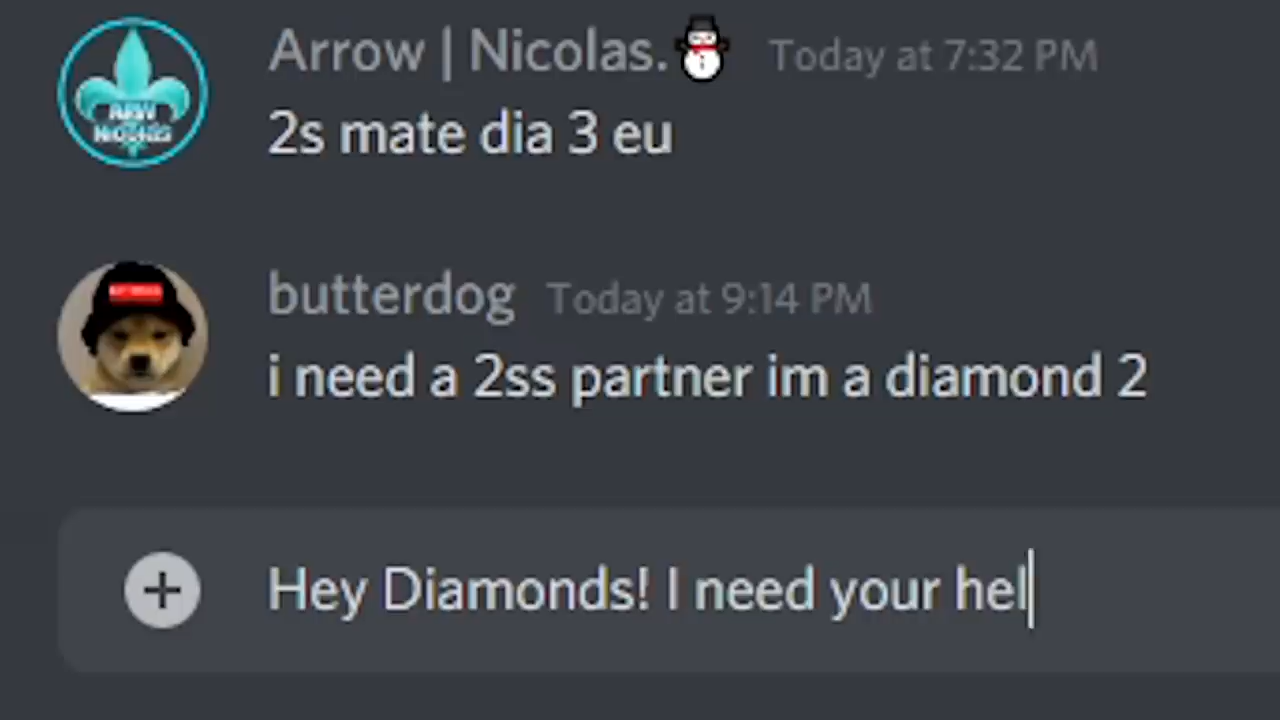 Arrow | Nicolas.⛄ Today at 7:32 PM
2s mate dia 3 eu
butterdog Today at 9:14 PM
i need a 2ss partner im a diamond 2
Hey Diamonds! I need your hel